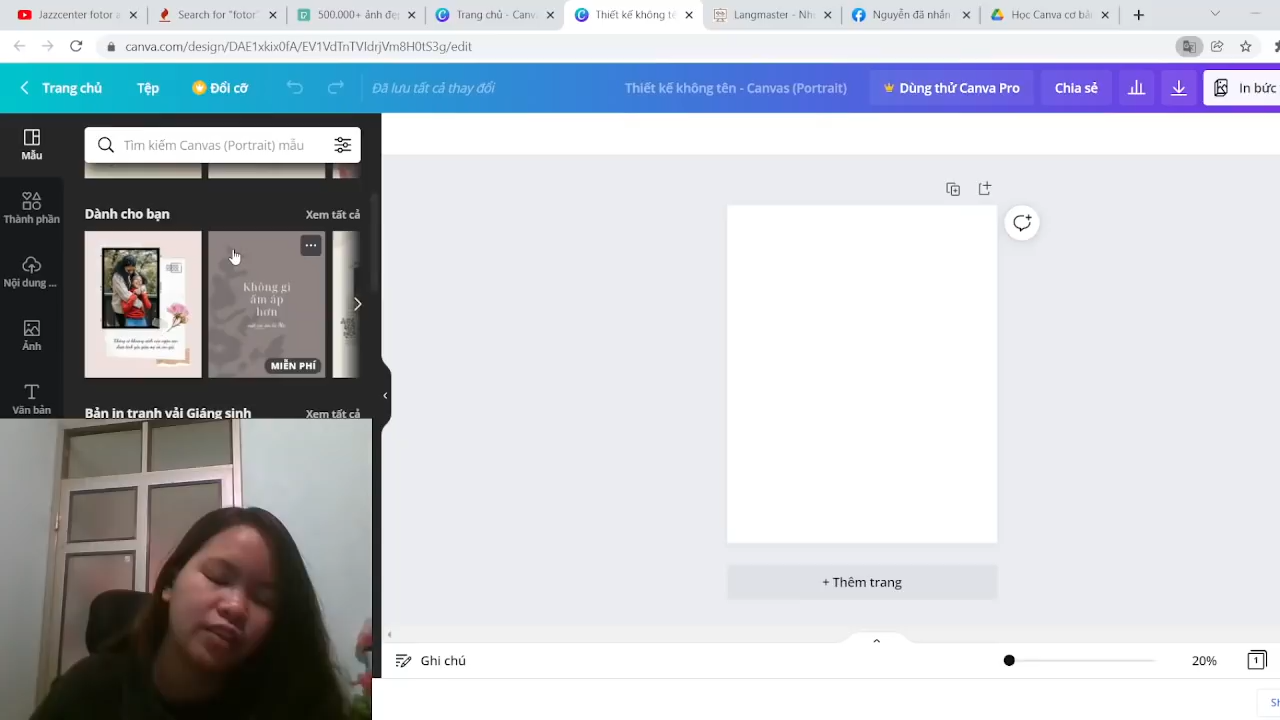 Jazzcenter fotor a
Search for "fotor"
500.000+ ảnh đẹp
Trang chủ - Canv
Thiết kế không tê
Langmaster - Nh
Nguyễn đã nhắn
Học Canva cơ bả
canva.com/design/DAE1xkix0fA/EV1VdTnTVIdrjVm8H0tS3g/edit
Trang chủ
Tệp
Đổi cỡ
Đã lưu tất cả thay đổi
Thiết kế không tên - Canvas (Portrait)
Dùng thử Canva Pro
Chia sẻ
In bức
Mẫu
Tìm kiếm Canvas (Portrait) mẫu
Thành phần
Dành cho bạn
Xem tất cả
Nội dung ...
Không gì
ấm áp
hơn
MIỄN PHÍ
Ảnh
Văn bản
Bản in tranh vải Giáng sinh
Xem tất cả
+ Thêm trang
Ghi chú
20%
1